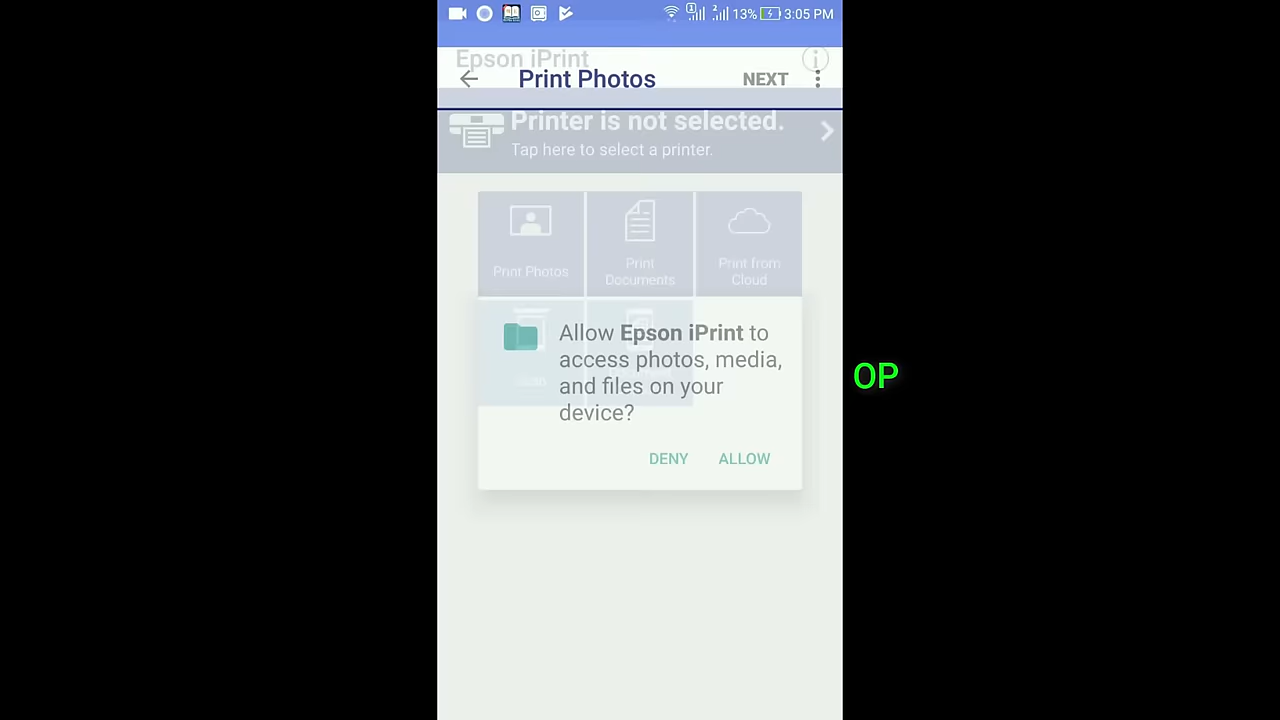 1 2 13% 3:05 PM
Epson iPrint i
Print Photos NEXT
Printer is not selected.
Tap here to select a printer.
Print Photos
Print
Documents
Print from
Cloud
Allow Epson iPrint to
access photos, media,
and files on your
device?
DENY ALLOW
OP